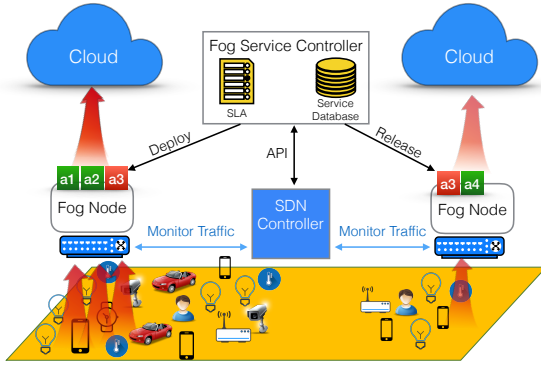 Cloud
Cloud
Fog Service Controller
SLA
Service
Database
Deploy
API
Release
a1 a2 a3
Fog Node
SDN
Controller
a3 a4
Fog Node
Monitor Traffic
Monitor Traffic